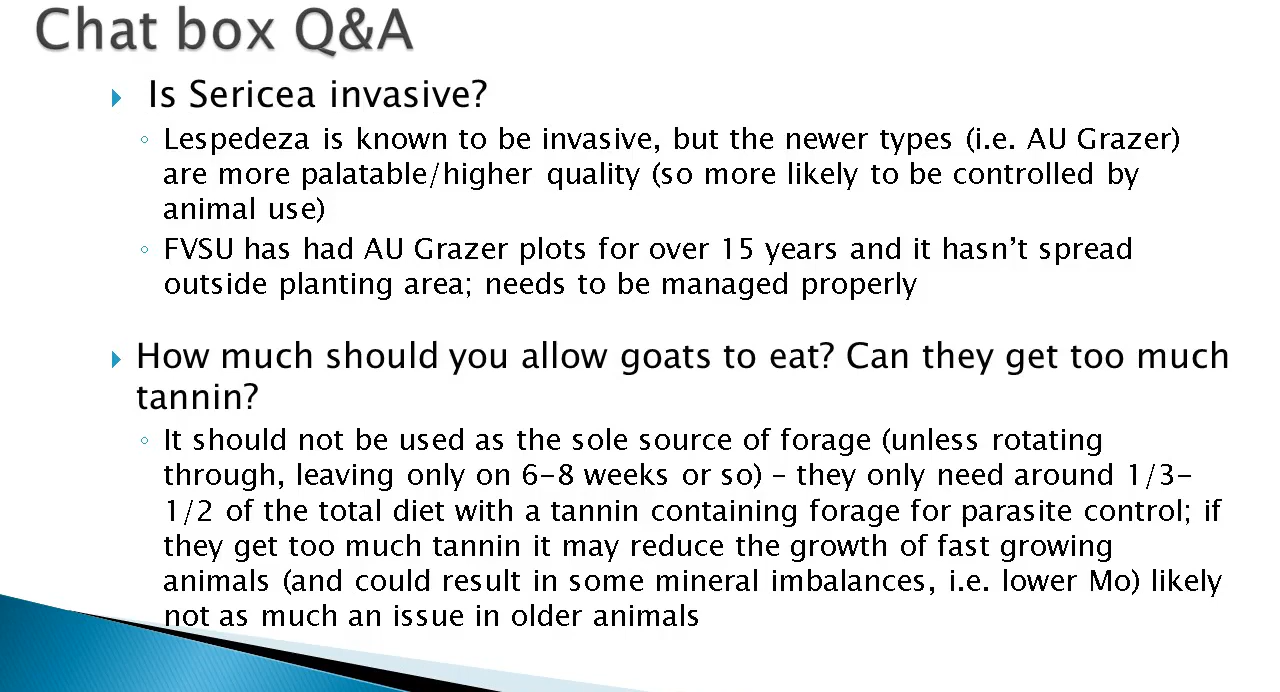 Chat box Q&A
Is Sericea invasive?
Lespedeza is known to be invasive, but the newer types (i.e. AU Grazer)
are more palatable/higher quality (so more likely to be controlled by
animal use)
FVSU has had AU Grazer plots for over 15 years and it hasn’t spread
outside planting area; needs to be managed properly
How much should you allow goats to eat? Can they get too much
tannin?
It should not be used as the sole source of forage (unless rotating
through, leaving only on 6-8 weeks or so) – they only need around 1/3-
1/2 of the total diet with a tannin containing forage for parasite control; if
they get too much tannin it may reduce the growth of fast growing
animals (and could result in some mineral imbalances, i.e. lower Mo) likely
not as much an issue in older animals